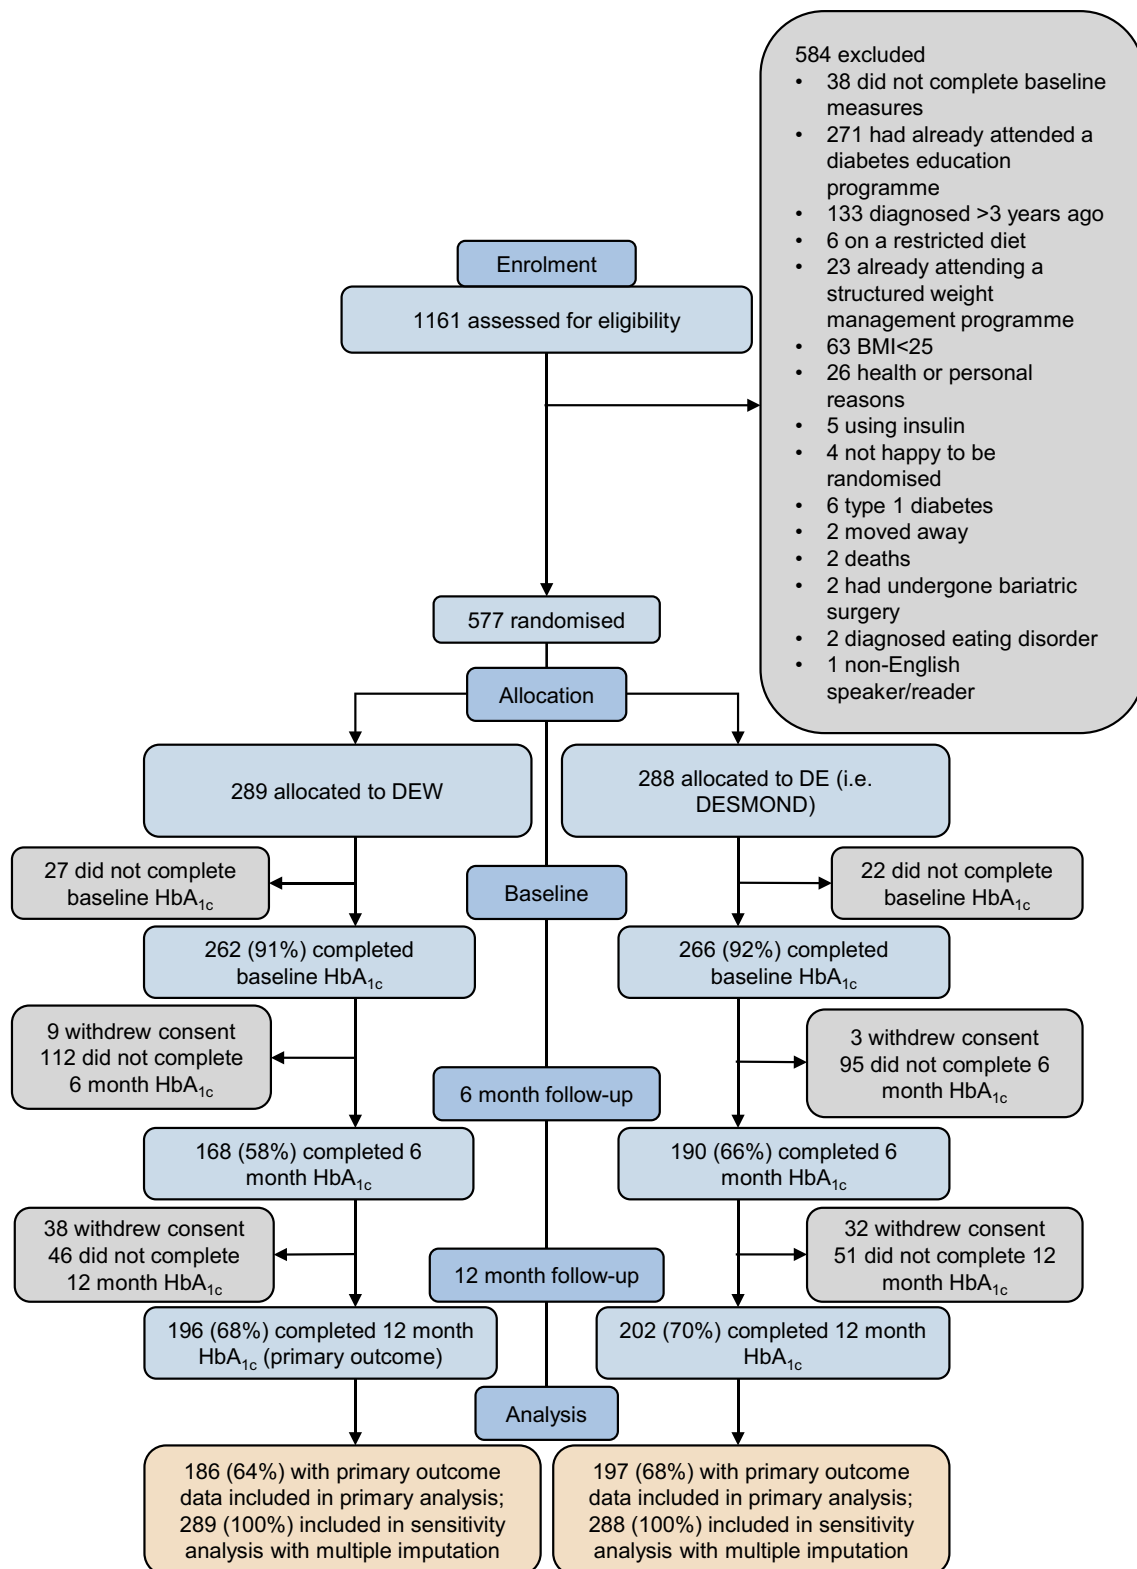 584 excluded
• 38 did not complete baseline
measures
• 271 had already attended a
diabetes education
programme
• 133 diagnosed >3 years ago
• 6 on a restricted diet
• 23 already attending a
structured weight
management programme
• 63 BMI<25
• 26 health or personal
reasons
• 5 using insulin
• 4 not happy to be
randomised
• 6 type 1 diabetes
• 2 moved away
• 2 deaths
• 2 had undergone bariatric
surgery
• 2 diagnosed eating disorder
• 1 non-English
speaker/reader
Enrolment
1161 assessed for eligibility
577 randomised
Allocation
289 allocated to DEW
288 allocated to DE (i.e.
DESMOND)
27 did not complete
baseline HbA1c
Baseline
22 did not complete
baseline HbA1c
262 (91%) completed
baseline HbA1c
266 (92%) completed
baseline HbA1c
9 withdrew consent
112 did not complete
6 month HbA1c
3 withdrew consent
95 did not complete 6
month HbA1c
6 month follow-up
168 (58%) completed 6
month HbA1c
190 (66%) completed 6
month HbA1c
38 withdrew consent
46 did not complete
12 month HbA1c
12 month follow-up
32 withdrew consent
51 did not complete 12
month HbA1c
196 (68%) completed 12 month
HbA1c (primary outcome)
202 (70%) completed 12 month
HbA1c
Analysis
186 (64%) with primary outcome
data included in primary analysis;
289 (100%) included in sensitivity
analysis with multiple imputation
197 (68%) with primary outcome
data included in primary analysis;
288 (100%) included in sensitivity
analysis with multiple imputation